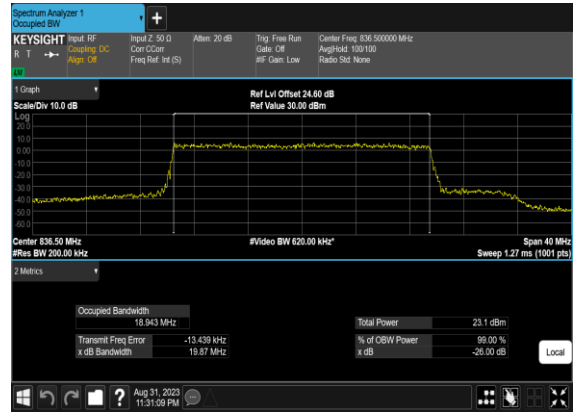 Spectrum Analyzer 1
Occupied BW
+
KEYSIGHT Input: RF Input Z: 50 Ω Atten: 20 dB Trig: Free Run Center Freq: 836.500000 MHz
R T Coupling: DC Corr CCorr Gate: Off Avg|Hold: 100/100
Align: Off Freq Ref: Int (S) #IF Gain: Low Radio Std: None
LW
1 Graph Ref Lvl Offset 24.60 dB
Scale/Div 10.0 dB Ref Value 30.00 dBm
Log
20.0
10.0
0.00
-10.0
-20.0
-30.0
-40.0
-50.0
-60.0
Center 836.50 MHz #Video BW 620.00 kHz* Span 40 MHz
#Res BW 200.00 kHz Sweep 1.27 ms (1001 pts)
2 Metrics
Occupied Bandwidth
18.943 MHz Total Power 23.1 dBm
Transmit Freq Error -13.439 kHz % of OBW Power 99.00 %
x dB Bandwidth 19.87 MHz x dB -26.00 dB
Local
? Aug 31, 2023
11:31:09 PM